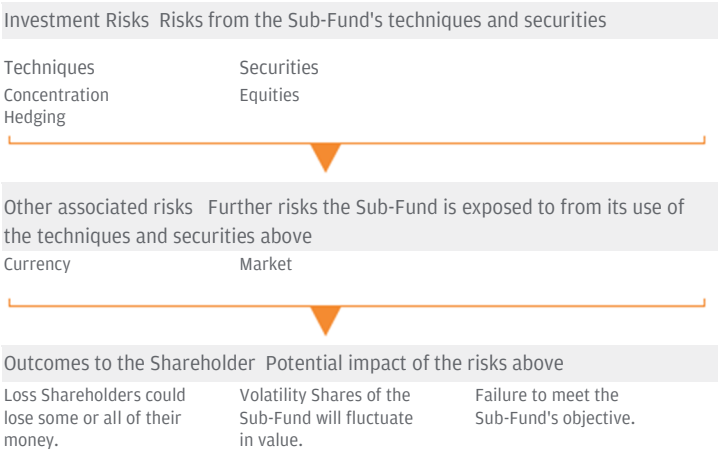 Investment Risks Risks from the Sub-Fund's techniques and securities
Techniques
Concentration
Hedging
Securities
Equities
Other associated risks Further risks the Sub-Fund is exposed to from its use of
the techniques and securities above
Currency
Market
Outcomes to the Shareholder Potential impact of the risks above
Loss Shareholders could
lose some or all of their
money.
Volatility Shares of the
Sub-Fund will fluctuate
in value.
Failure to meet the
Sub-Fund's objective.